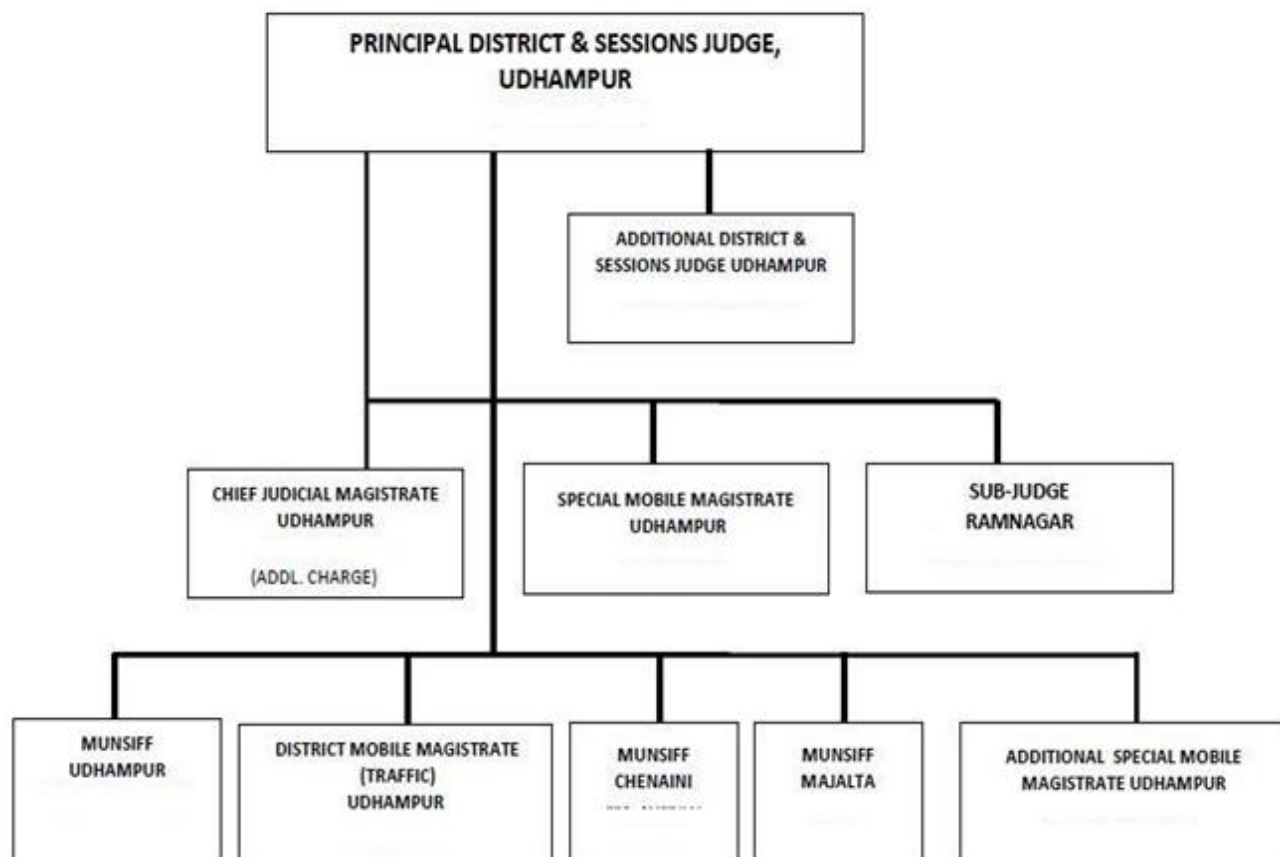 PRINCIPAL DISTRICT & SESSIONS JUDGE,
UDHAMPUR
ADDITIONAL DISTRICT &
SESSIONS JUDGE UDHAMPUR
CHIEF JUDICIAL MAGISTRATE
UDHAMPUR
(ADDL. CHARGE)
SPECIAL MOBILE MAGISTRATE
UDHAMPUR
SUB-JUDGE
RAMNAGAR
MUNSIFF
UDHAMPUR
DISTRICT MOBILE MAGISTRATE
(TRAFFIC)
UDHAMPUR
MUNSIFF
CHENAINI
MUNSIFF
MAJALTA
ADDITIONAL SPECIAL MOBILE
MAGISTRATE UDHAMPUR